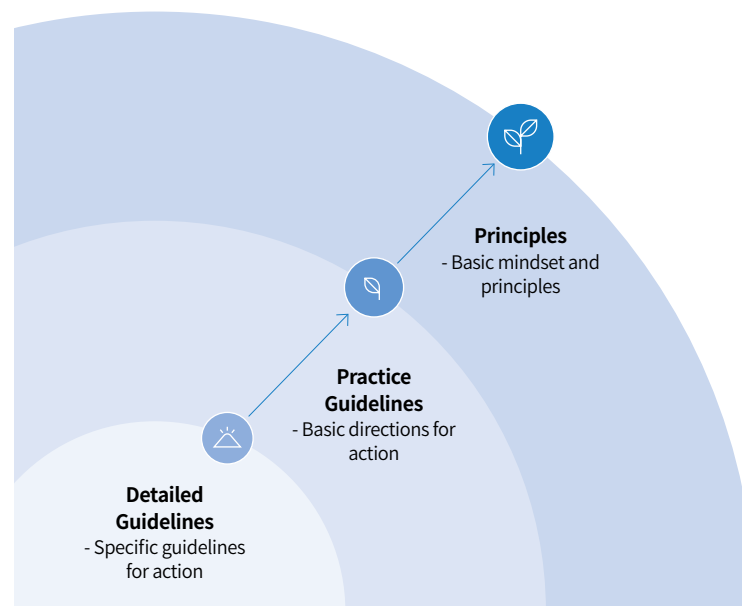 Principles
- Basic mindset and
principles
Practice
Guidelines
- Basic directions for
action
Detailed
Guidelines
- Specific guidelines
for action